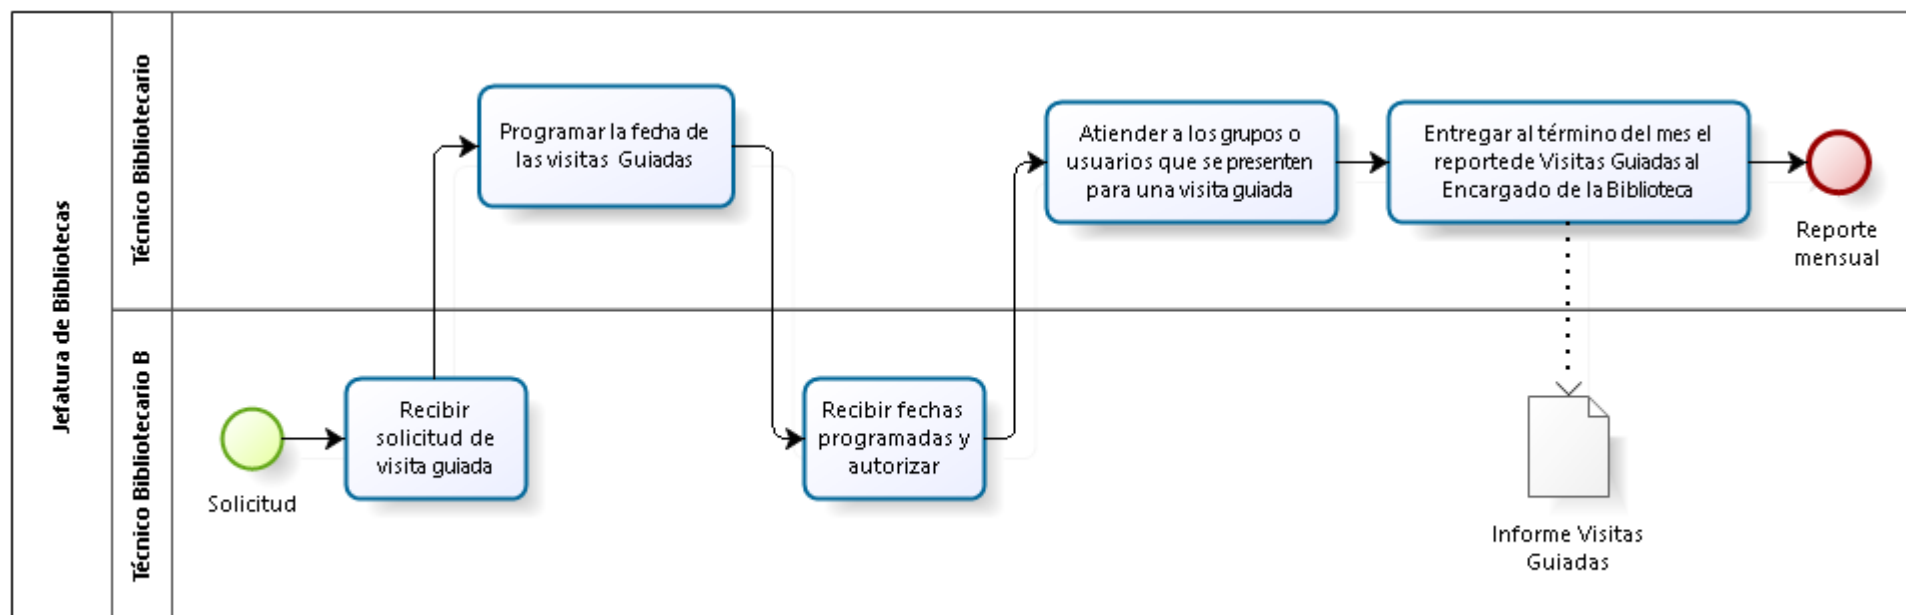 Jefatura de Bibliotecas
Técnico Bibliotecario
Programar la fecha de
las visitas Guiadas
Atiender a los grupos o
usuarios que se presenten
para una visita guiada
Entregar al término del mes el
reportede Visitas Guiadas al
Encargado de la Biblioteca
Reporte
mensual
Técnico Bibliotecario B
Solicitud
Recibir
solicitud de
visita guiada
Recibir fechas
programadas y
autorizar
Informe Visitas
Guiadas